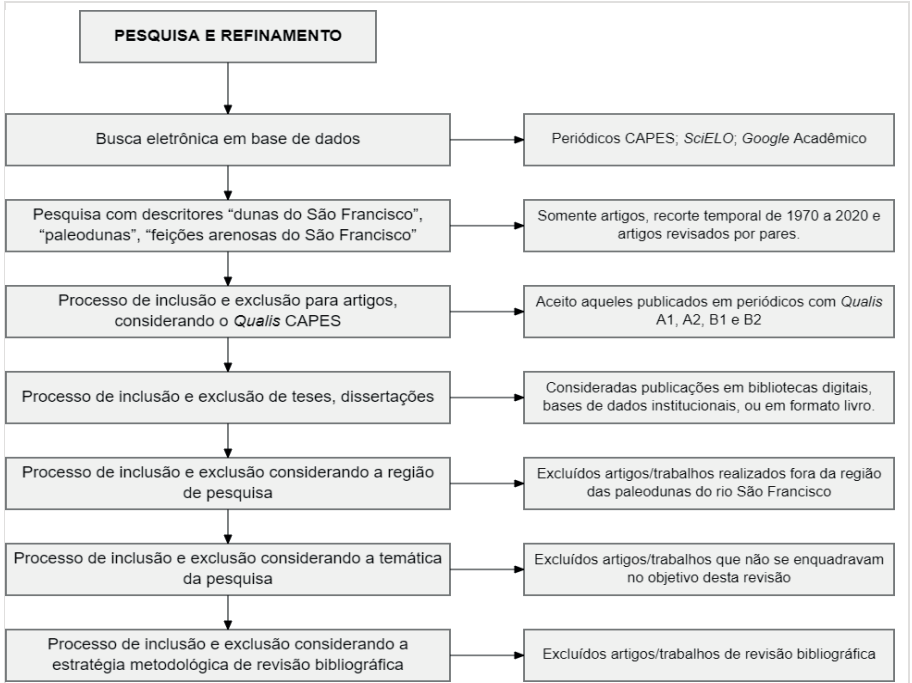 PESQUISA E REFINAMENTO
Busca eletrônica em base de dados
Periódicos CAPES; SciELO; Google Acadêmico
Pesquisa com descritores “dunas do São Francisco”,
“paleodunas”, “feições arenosas do São Francisco”
Somente artigos, recorte temporal de 1970 a 2020 e
artigos revisados por pares.
Processo de inclusão e exclusão para artigos,
considerando o Qualis CAPES
Aceito aqueles publicados em periódicos com Qualis
A1, A2, B1 e B2
Processo de inclusão e exclusão de teses, dissertações
Consideradas publicações em bibliotecas digitais,
bases de dados institucionais, ou em formato livro.
Processo de inclusão e exclusão considerando a região
de pesquisa
Excluídos artigos/trabalhos realizados fora da região
das paleodunas do rio São Francisco
Processo de inclusão e exclusão considerando a temática
da pesquisa
Excluídos artigos/trabalhos que não se enquadravam
no objetivo desta revisão
Processo de inclusão e exclusão considerando a
estratégia metodológica de revisão bibliográfica
Excluídos artigos/trabalhos de revisão bibliográfica